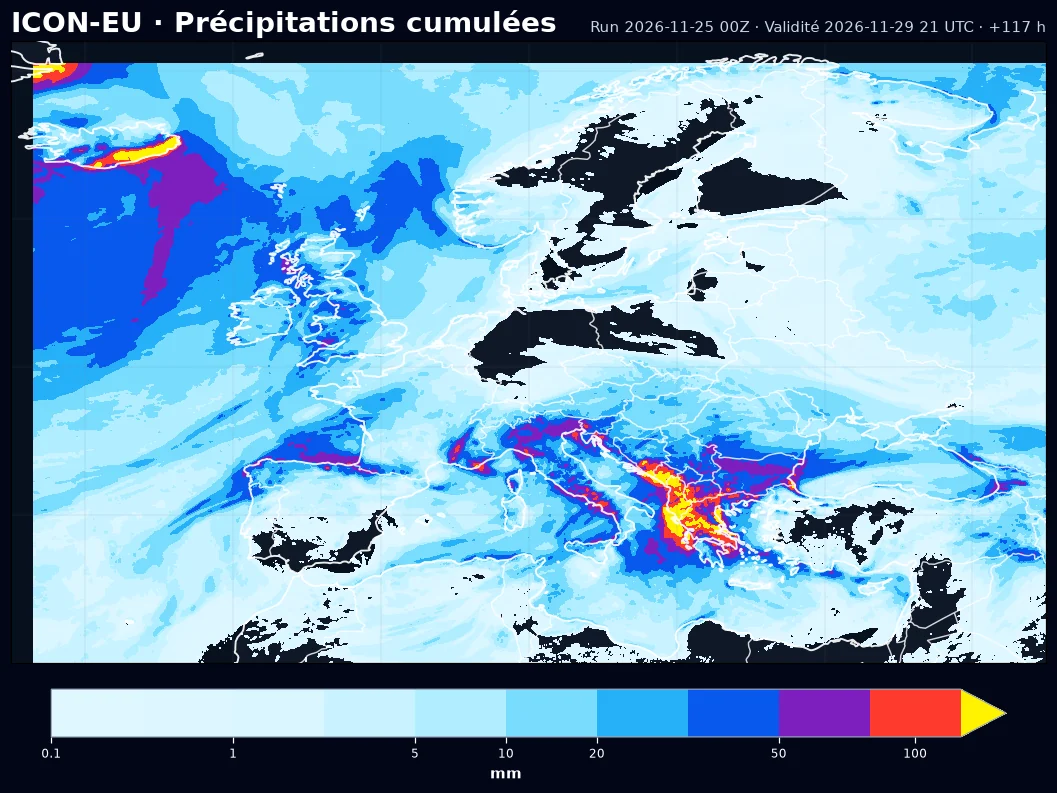 ICON-EU · Précipitations cumulées
Run 2026-11-25 00Z · Validité 2026-11-29 21 UTC · +117 h
0.1 1 5 10 20 50 100
mm